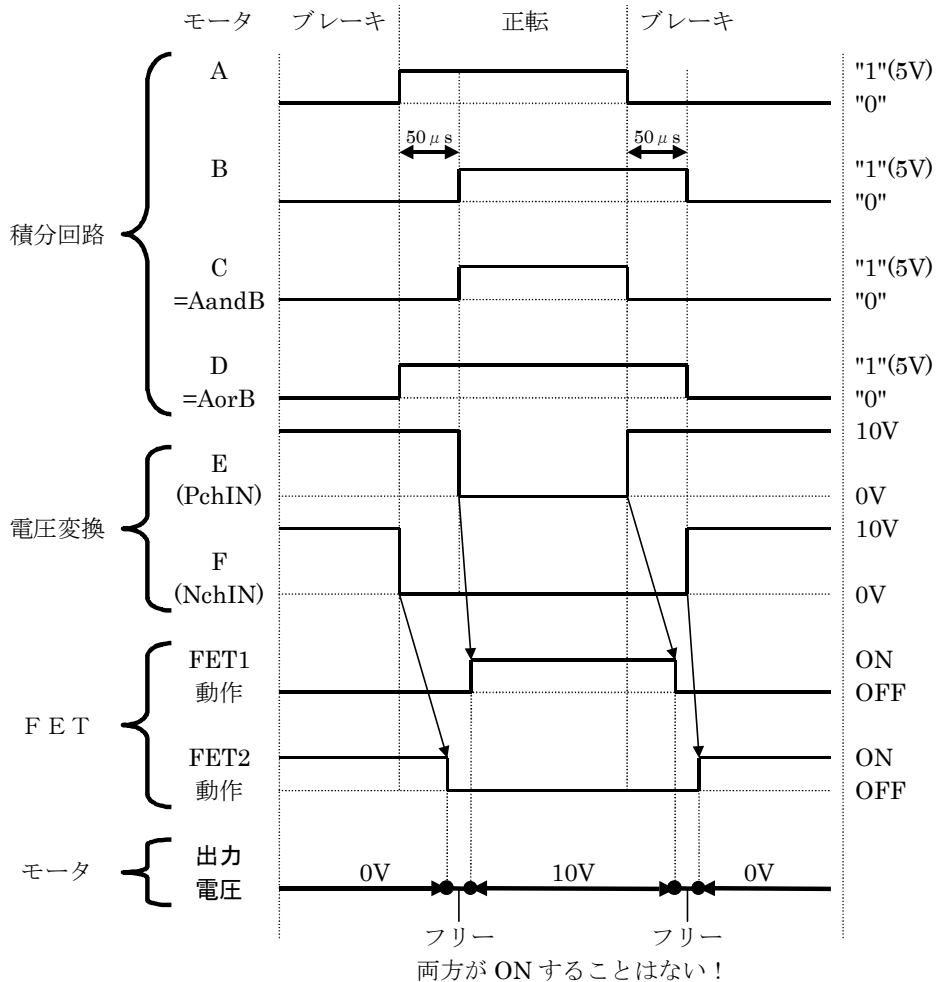 モータ ブレーキ 正転 ブレーキ
A "1"(5V)
"0"
50μs 50μs
B "1"(5V)
"0"
積分回路
C "1"(5V)
=AandB "0"
D "1"(5V)
=AorB "0"
10V
E
(PchIN) 0V
電圧変換 10V
F
(NchIN) 0V
FET1 ON
動作 OFF
ＦＥＴ
FET2 ON
動作 OFF
モータ 出力
電圧 0V 10V 0V
フリー フリー
両方が ON することはない！